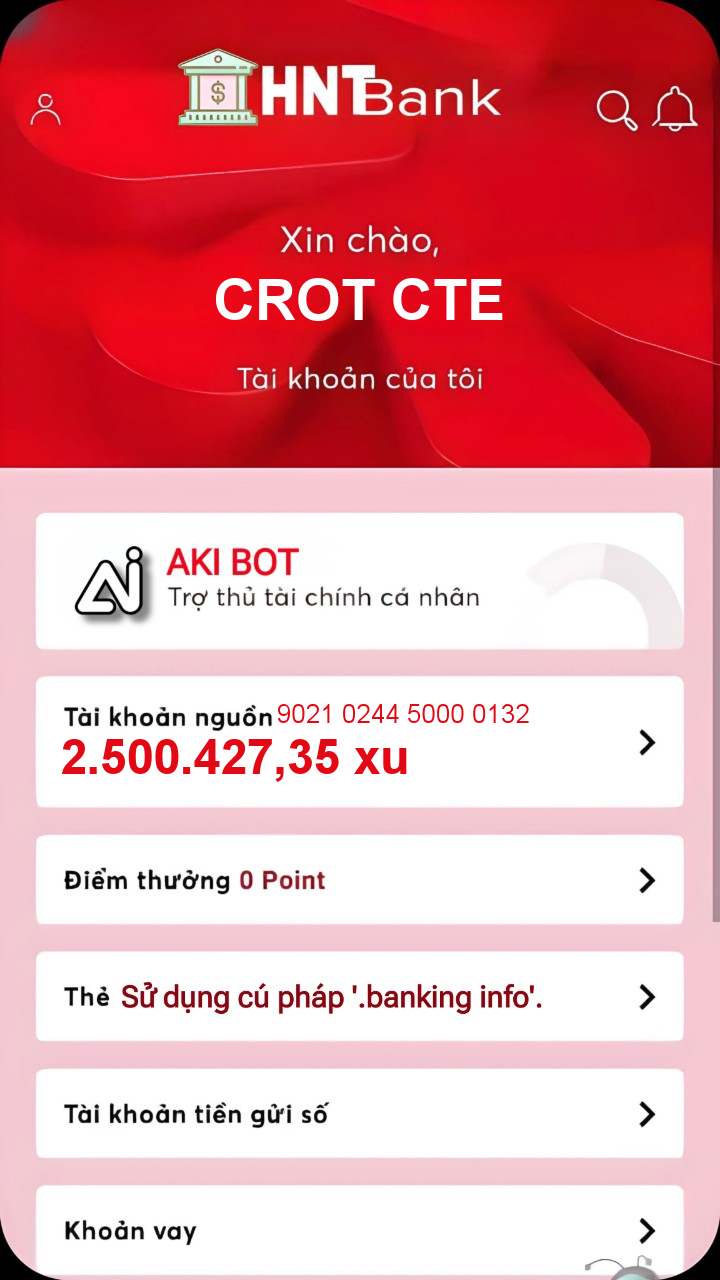 HNTBank
Xin chào,
CROT CTE
Tài khoản của tôi
Ai
AKI BOT
Trợ thủ tài chính cá nhân
Tài khoản nguồn 9021 0244 5000 0132
2.500.427,35 xu
Điểm thưởng 0 Point
Thẻ Sử dụng cú pháp '.banking info'.
Tài khoản tiền gửi số
Khoản vay